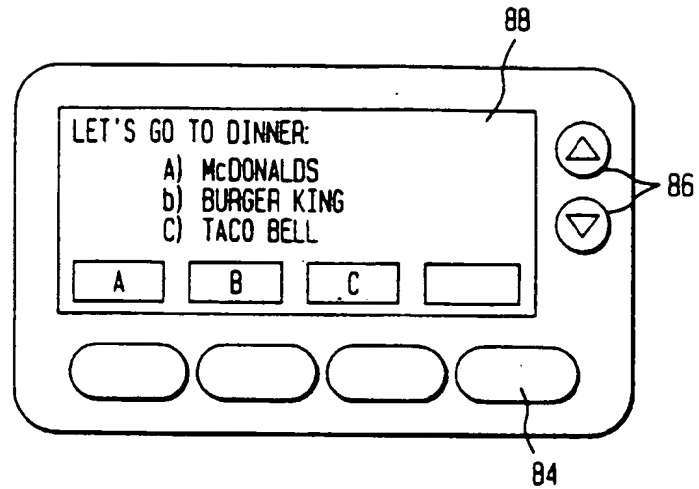 88
LET'S GO TO DINNER:
A) McDONALDS
b) BURGER KING
C) TACO BELL
A B C
86
84